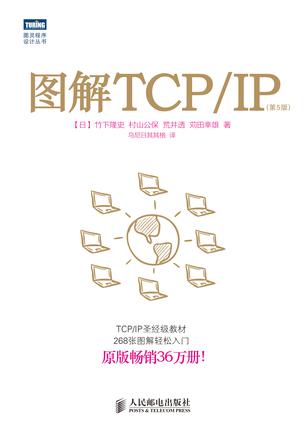 TURING
图灵程序
设计丛书
图解TCP/IP(第5版)
【日】竹下隆史 村山公保 荒井透 苅田幸雄 著
乌尼日其其格 译
TCP/IP圣经级教材
268张图解轻松入门
原版畅销36万册!
人民邮电出版社
POSTS & TELECOM PRESS